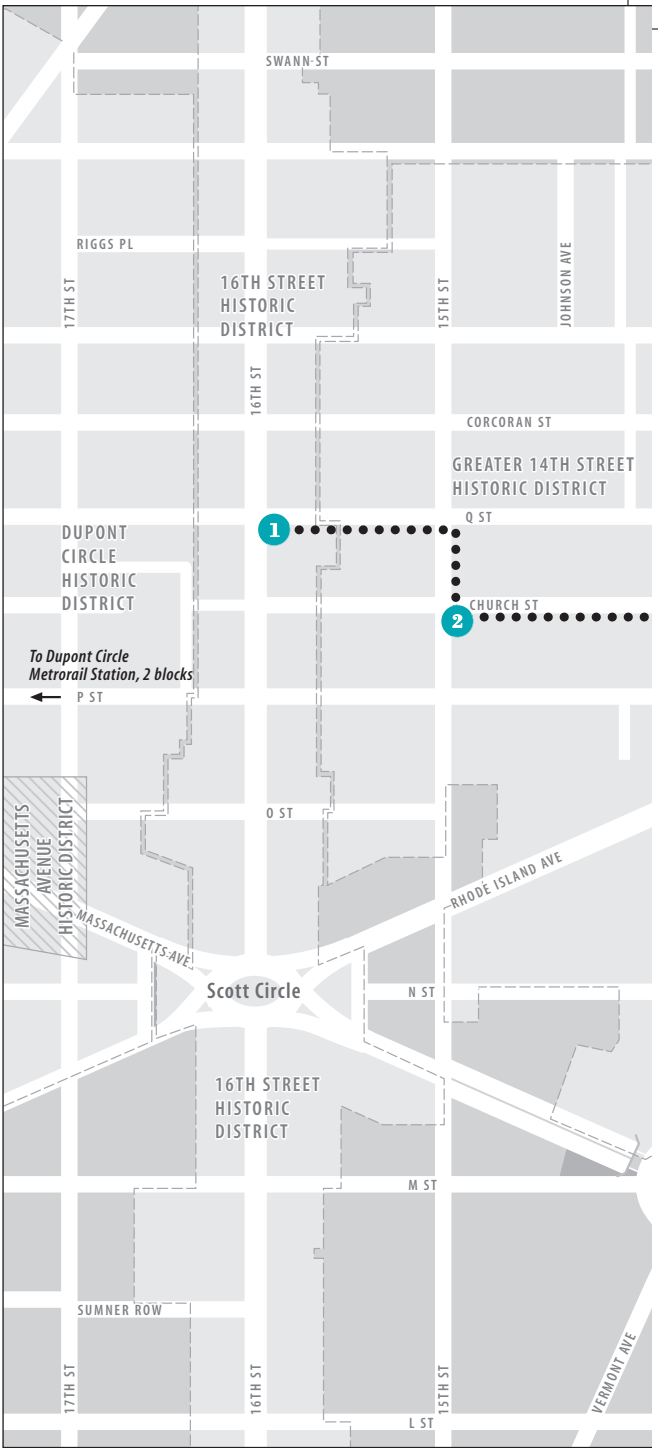 SWANN ST
RIGGS PL
17TH ST
16TH STREET
HISTORIC
DISTRICT
15TH ST
JOHNSON AVE
16TH ST
CORCORAN ST
GREATER 14TH STREET
HISTORIC DISTRICT
1
Q ST
DUPONT
CIRCLE
HISTORIC
DISTRICT
CHURCH ST
2
To Dupont Circle
Metrorail Station, 2 blocks
P ST
MASSACHUSETTS
AVENUE
HISTORIC DISTRICT
O ST
RHODE ISLAND AVE
MASSACHUSETTS AVE
Scott Circle
N ST
16TH STREET
HISTORIC
DISTRICT
M ST
SUMNER ROW
17TH ST
16TH ST
15TH ST
VERMONT AVE
L ST